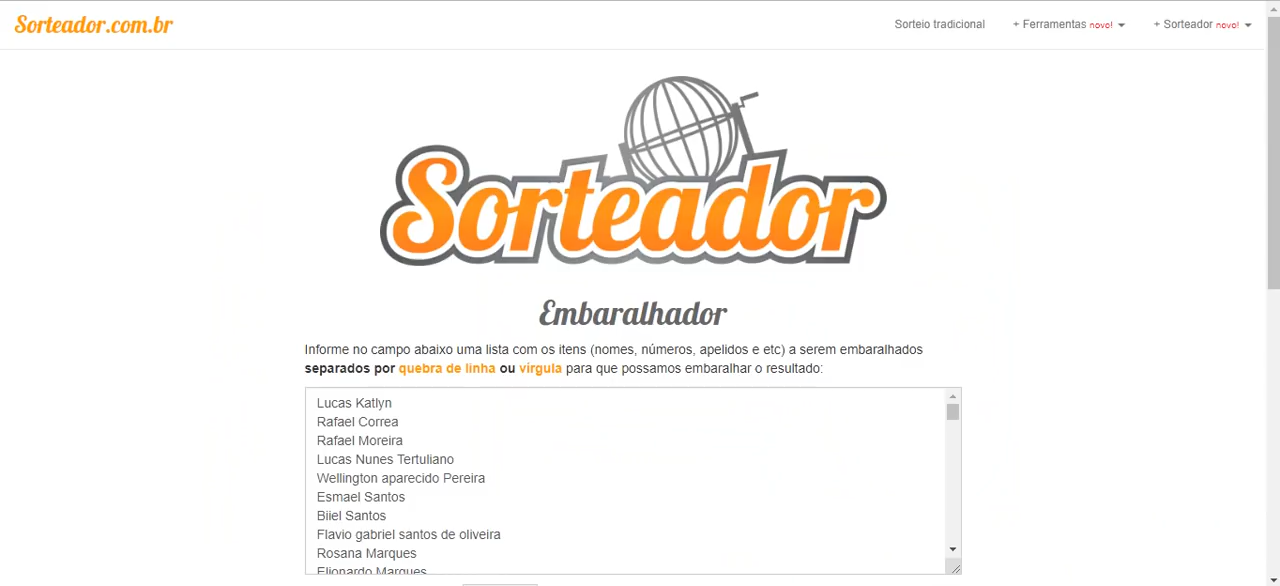 Sorteador.com.br
Sorteio tradicional
+ Ferramentas novo!
+ Sorteador novo!
Sorteador
Embaralhador
Informe no campo abaixo uma lista com os itens (nomes, números, apelidos e etc) a serem embaralhados
separados por quebra de linha ou vírgula para que possamos embaralhar o resultado:
Lucas Katlyn
Rafael Correa
Rafael Moreira
Lucas Nunes Tertuliano
Wellington aparecido Pereira
Esmael Santos
Biiel Santos
Flavio gabriel santos de oliveira
Rosana Marques
Elionardo Marques